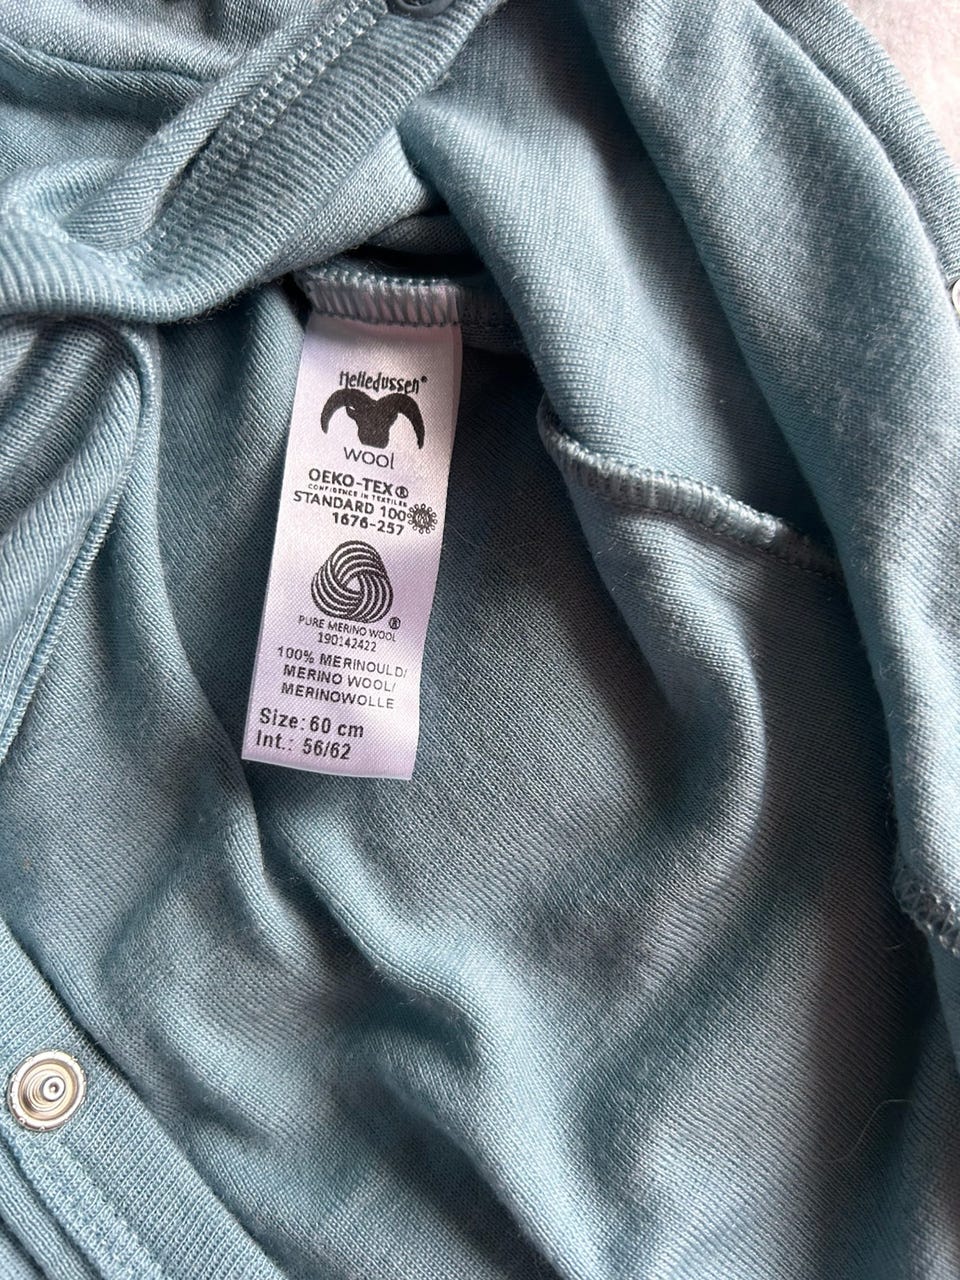 Helledussen®
wool
OEKO-TEX®
CONFIDENCE IN TEXTILES
STANDARD 100
1676-257
®
PURE MERINO WOOL
190142422
100% MERINOULD/
MERINO WOOL/
MERINOWOLLE
Size: 60 cm
Int.: 56/62